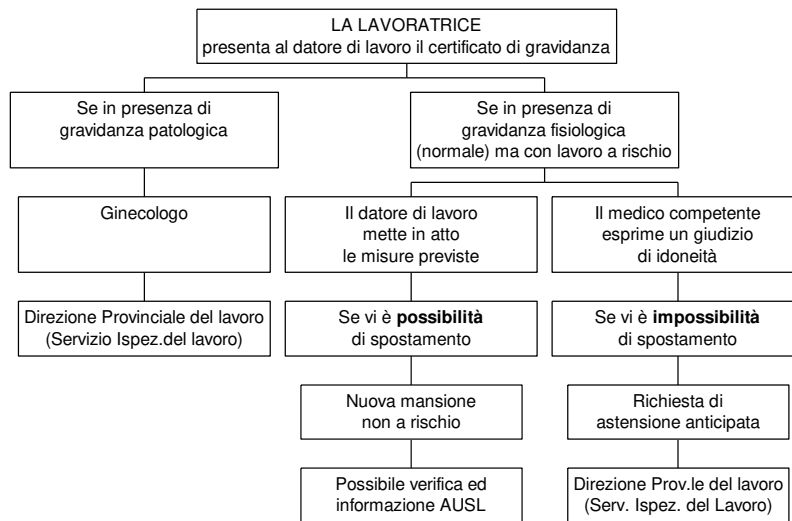 LA LAVORATRICE
presenta al datore di lavoro il certificato di gravidanza
Se in presenza di
gravidanza patologica
Se in presenza di
gravidanza fisiologica
(normale) ma con lavoro a rischio
Ginecologo
Il datore di lavoro
mette in atto
le misure previste
Il medico competente
esprime un giudizio
di idoneità
Direzione Provinciale del lavoro
(Servizio Ispez.del lavoro)
Se vi è possibilità
di spostamento
Se vi è impossibilità
di spostamento
Nuova mansione
non a rischio
Richiesta di
astensione anticipata
Possibile verifica ed
informazione AUSL
Direzione Prov.le del lavoro
(Serv. Ispez. del Lavoro)